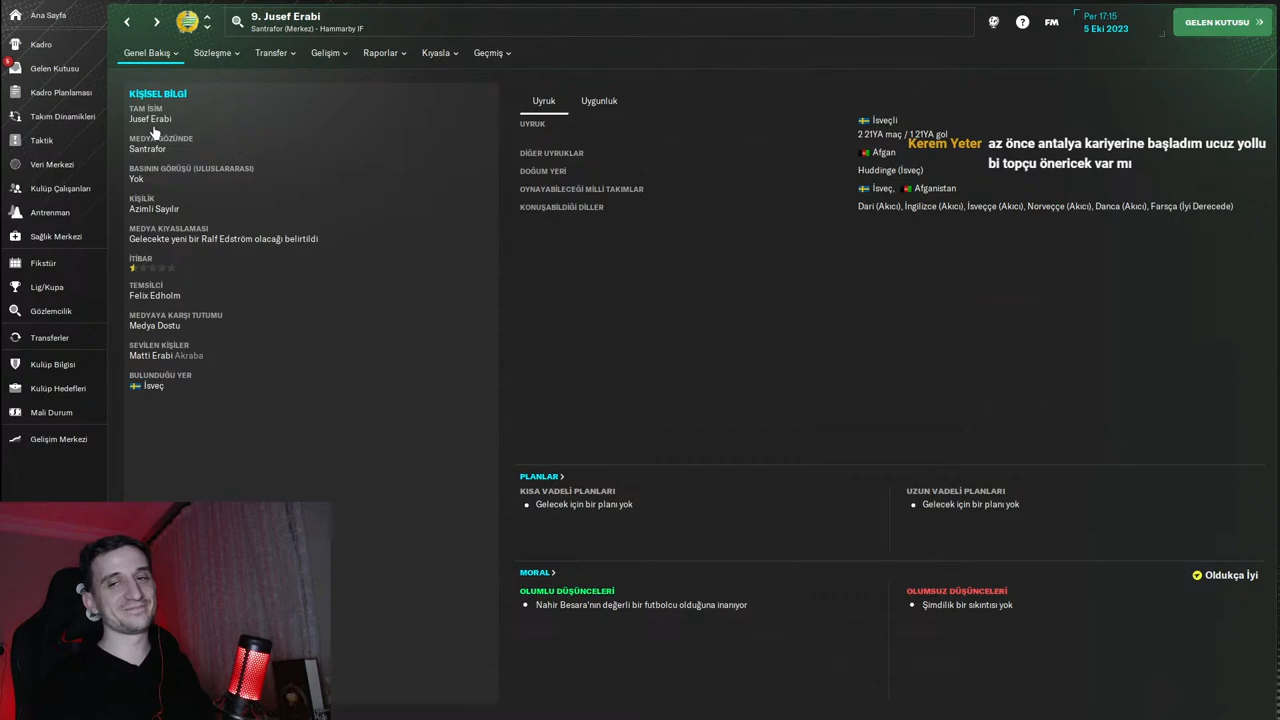 Ana Sayfa
9. Jusef Erabi
Santrafor (Merkez) - Hammarby IF
FM
Per 17:15
5 Eki 2023
GELEN KUTUSU
Kadro
5
Gelen Kutusu
Kadro Planlaması
Takım Dinamikleri
Taktik
Veri Merkezi
Kulüp Çalışanları
Antrenman
Sağlık Merkezi
Fikstür
Lig/Kupa
Gözlemcilik
Transferler
Kulüp Bilgisi
Kulüp Hedefleri
Mali Durum
Gelişim Merkezi
Genel Bakış
Sözleşme
Transfer
Gelişim
Raporlar
Kıyasla
Geçmiş
KİŞİSEL BİLGİ
TAM İSİM
Jusef Erabi
MEDYA GÖZÜNDE
Santrafor
BASININ GÖRÜŞÜ (ULUSLARARASI)
Yok
KİŞİLİK
Azimli Sayılır
MEDYA KIYASLAMASI
Gelecekte yeni bir Ralf Edström olacağı belirtildi
İTİBAR
TEMSİLCİ
Felix Edholm
MEDYAYA KARŞI TUTUMU
Medya Dostu
SEVİLEN KİŞİLER
Matti Erabi Akraba
BULUNDUĞU YER
İsveç
Uyruk
Uygunluk
UYRUK
İsveçli
2 21YA maç / 1 21YA gol
DİĞER UYRUKLAR
Afgan
DOĞUM YERİ
Huddinge (İsveç)
OYNAYABİLECEĞİ MİLLİ TAKIMLAR
İsveç, Afganistan
KONUŞABİLDİĞİ DİLLER
Dari (Akıcı), İngilizce (Akıcı), İsveççe (Akıcı), Norveççe (Akıcı), Danca (Akıcı), Farsça (İyi Derecede)
Kerem Yeter az önce antalya kariyerine başladım ucuz yollu
bi topçu önericek var mı
PLANLAR
KISA VADELİ PLANLARI
Gelecek için bir planı yok
UZUN VADELİ PLANLARI
Gelecek için bir planı yok
MORAL
Oldukça İyi
OLUMLU DÜŞÜNCELERİ
Nahir Besara'nın değerli bir futbolcu olduğuna inanıyor
OLUMSUZ DÜŞÜNCELERİ
Şimdilik bir sıkıntısı yok